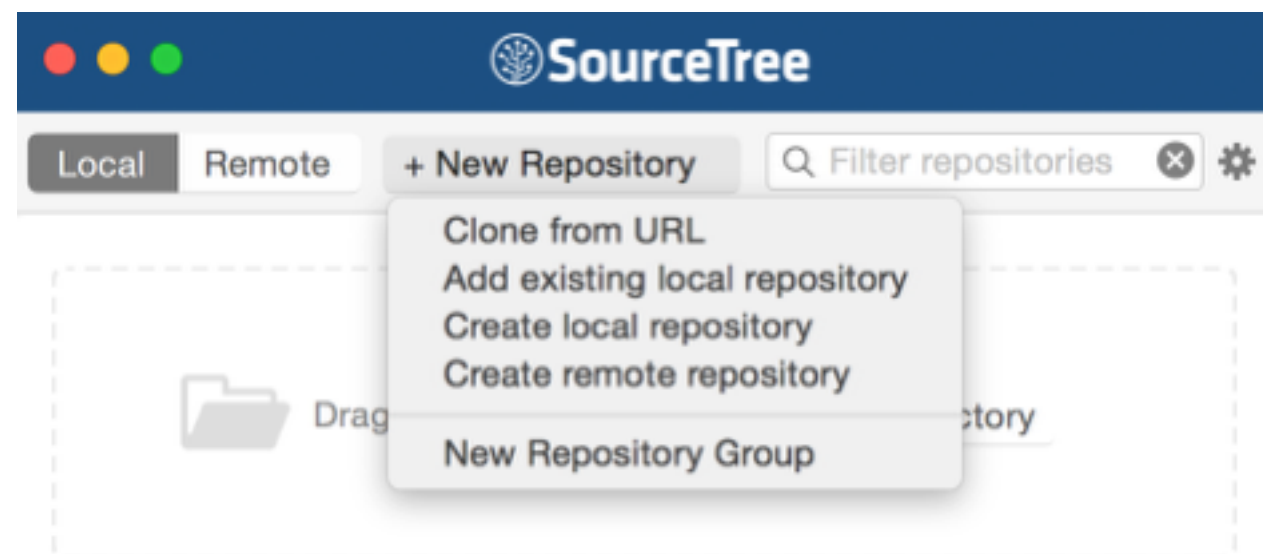 SourceTree
Local Remote + New Repository Filter repositories
Clone from URL
Add existing local repository
Create local repository
Create remote repository
Drag
New Repository Group